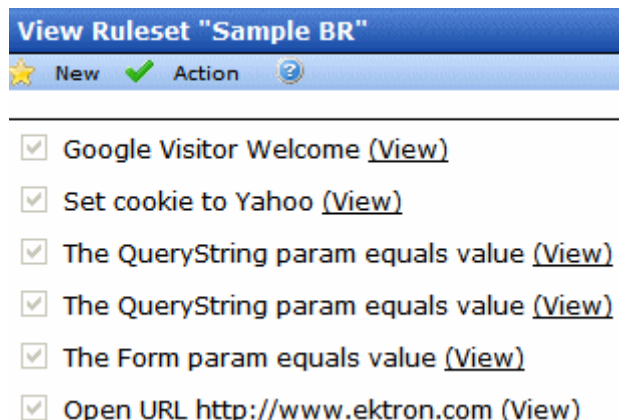 View Ruleset "Sample BR"
New Action ?
Google Visitor Welcome (View)
Set cookie to Yahoo (View)
The QueryString param equals value (View)
The QueryString param equals value (View)
The Form param equals value (View)
Open URL http://www.ektron.com (View)